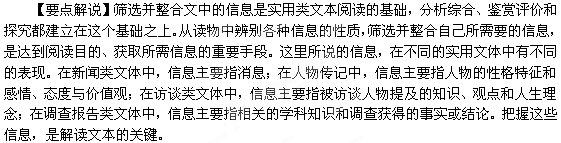 【要点解说】筛选并整合文中的信息是实用类文本阅读的基础，分析综合、鉴赏评价和
探究都建立在这个基础之上。从读物中辨别各种信息的性质，筛选并整合自己所需要的信息，
是达到阅读目的、获取所需信息的重要手段。这里所说的信息，在不同的实用文体中有不同
的表现。在新闻类文体中，信息主要指消息；在人物传记中，信息主要指人物的性格特征和
感情、态度与价值观；在访谈类文体中，信息主要指被访谈人物提及的知识、观点和人生理
念；在调查报告类文体中，信息主要指相关的学科知识和调查获得的事实或结论。把握这些
信息，是解读文本的关键。